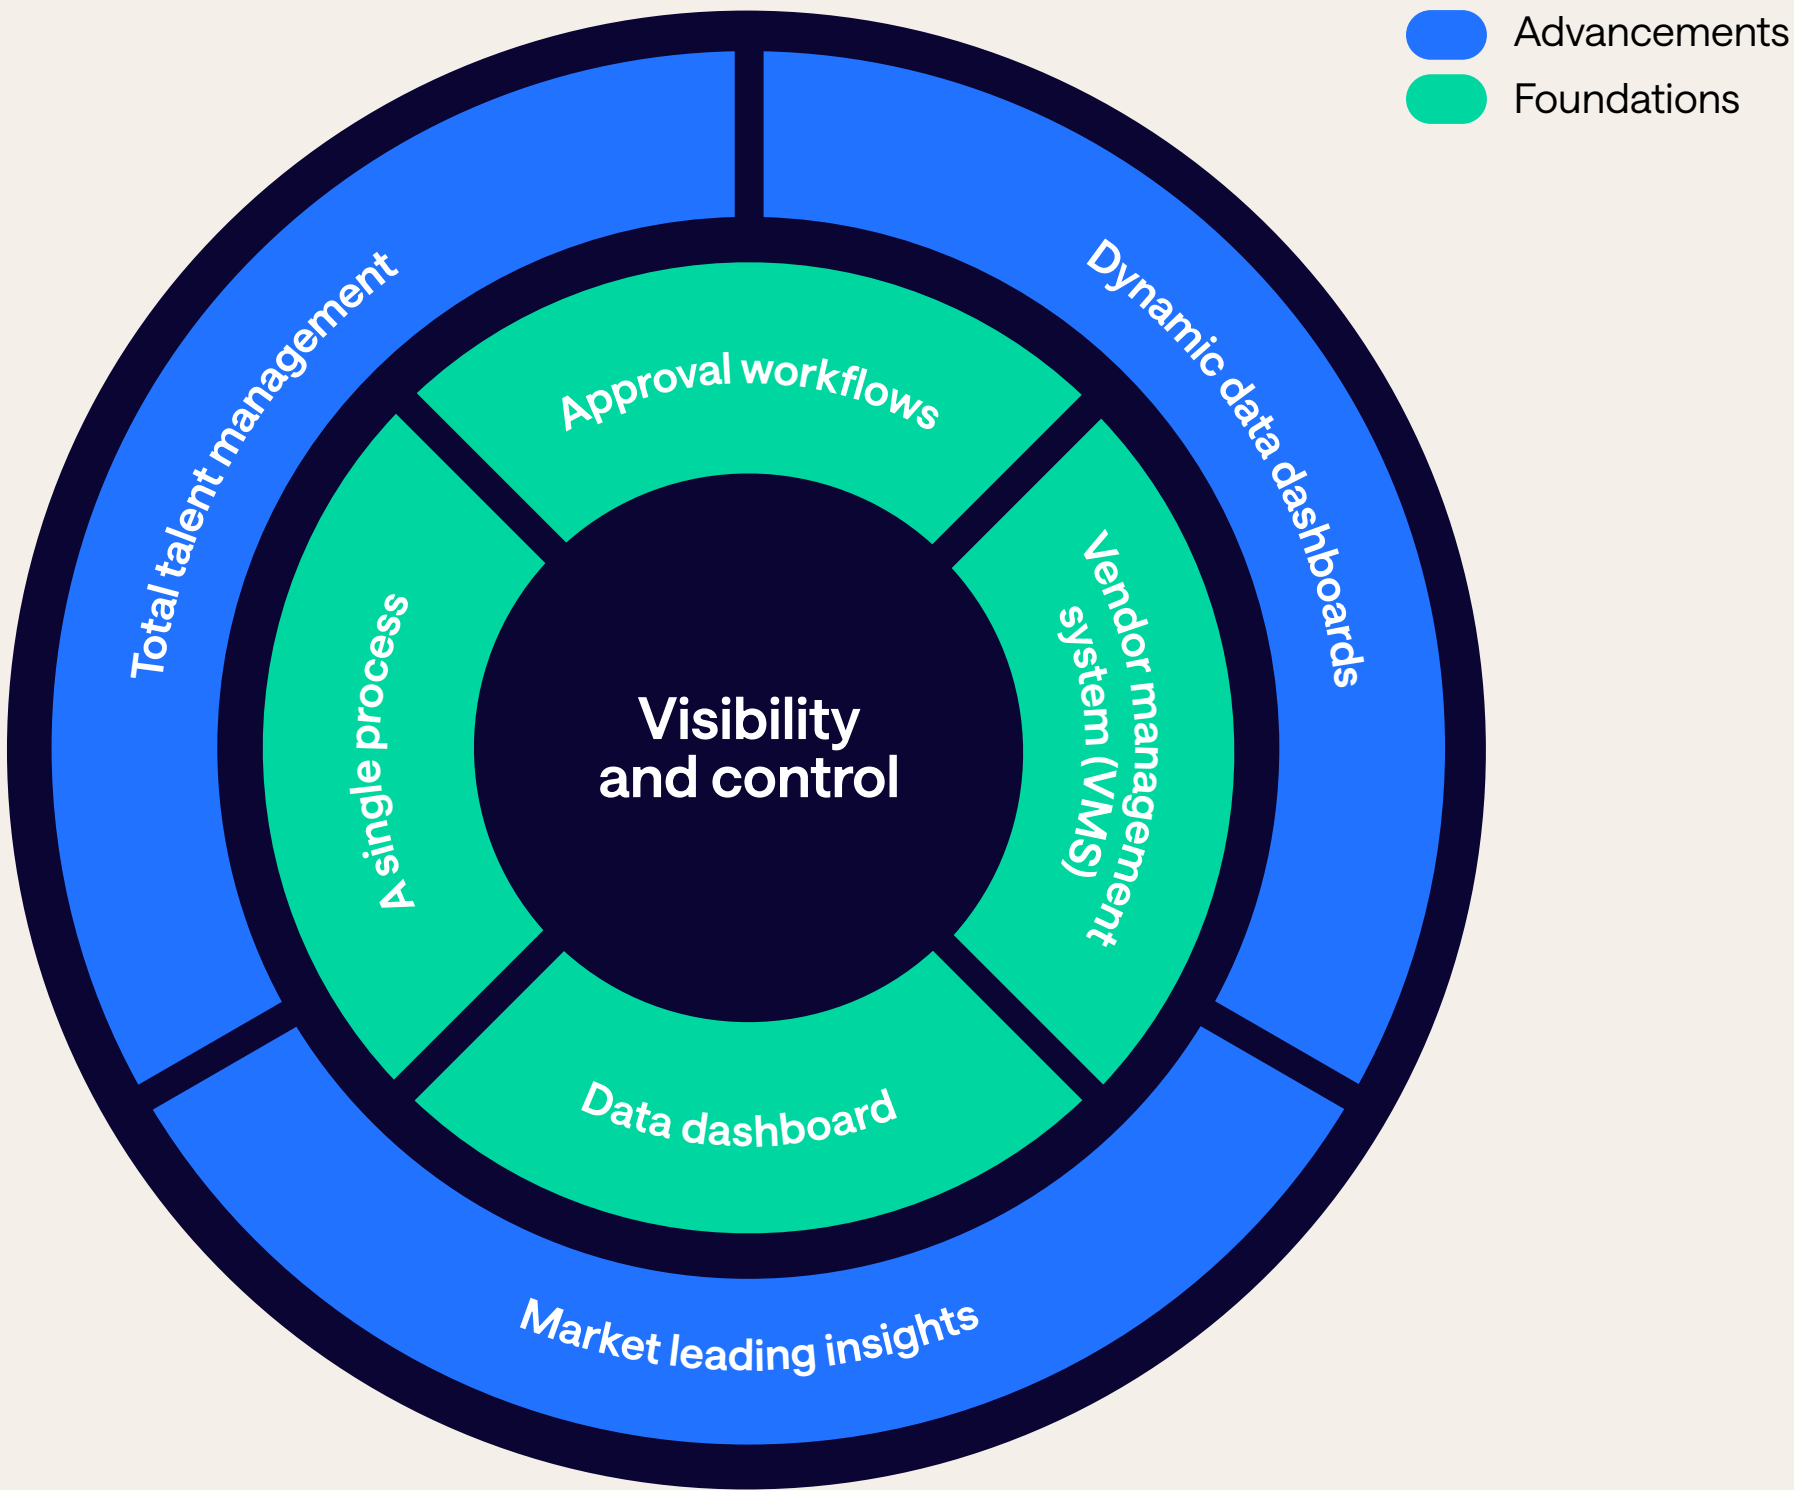 Advancements
Foundations
Total talent management
Dynamic data dashboards
Approval workflows
A single process
Vendor management
system (VMS)
Visibility
and control
Data dashboard
Market leading insights